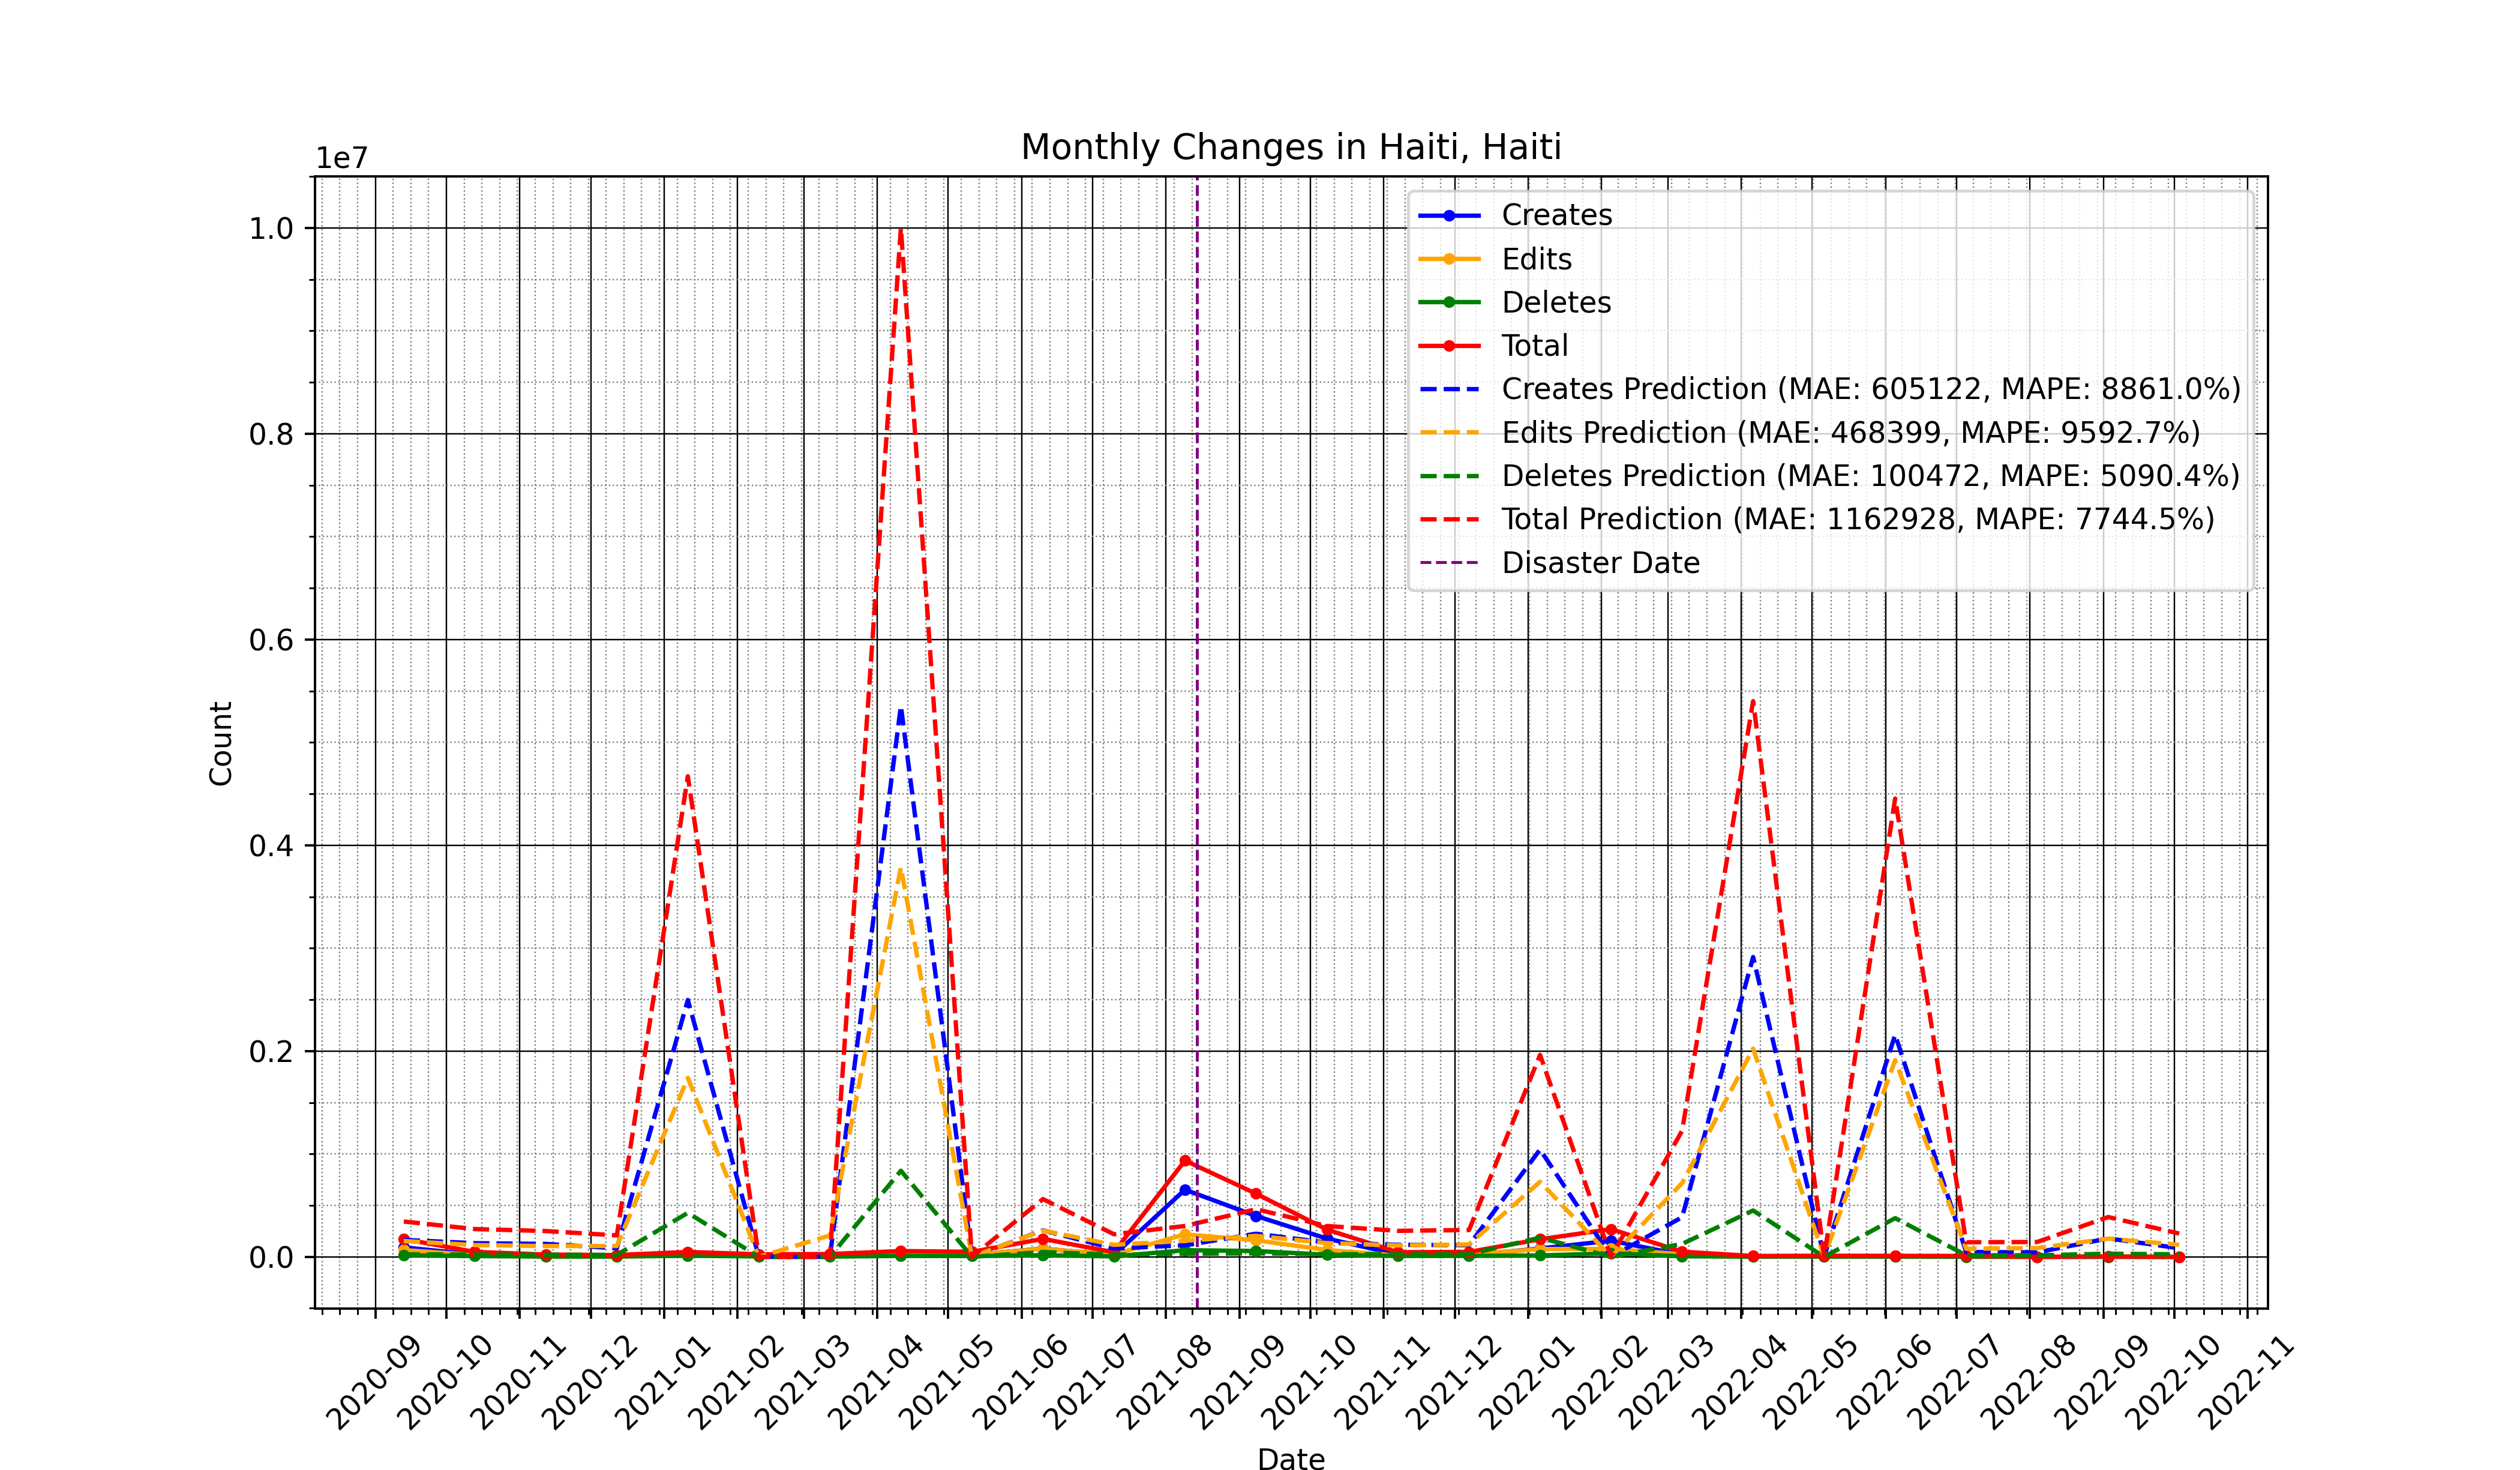 Monthly Changes in Haiti, Haiti
1e7
1.0
0.8
0.6
0.4
0.2
0.0
Count
Creates
Edits
Deletes
Total
Creates Prediction (MAE: 605122, MAPE: 8861.0%)
Edits Prediction (MAE: 468399, MAPE: 9592.7%)
Deletes Prediction (MAE: 100472, MAPE: 5090.4%)
Total Prediction (MAE: 1162928, MAPE: 7744.5%)
Disaster Date
2020-09
2020-10
2020-11
2020-12
2021-01
2021-02
2021-03
2021-04
2021-05
2021-06
2021-07
2021-08
2021-09
2021-10
2021-11
2021-12
2022-01
2022-02
2022-03
2022-04
2022-05
2022-06
2022-07
2022-08
2022-09
2022-10
2022-11
Date